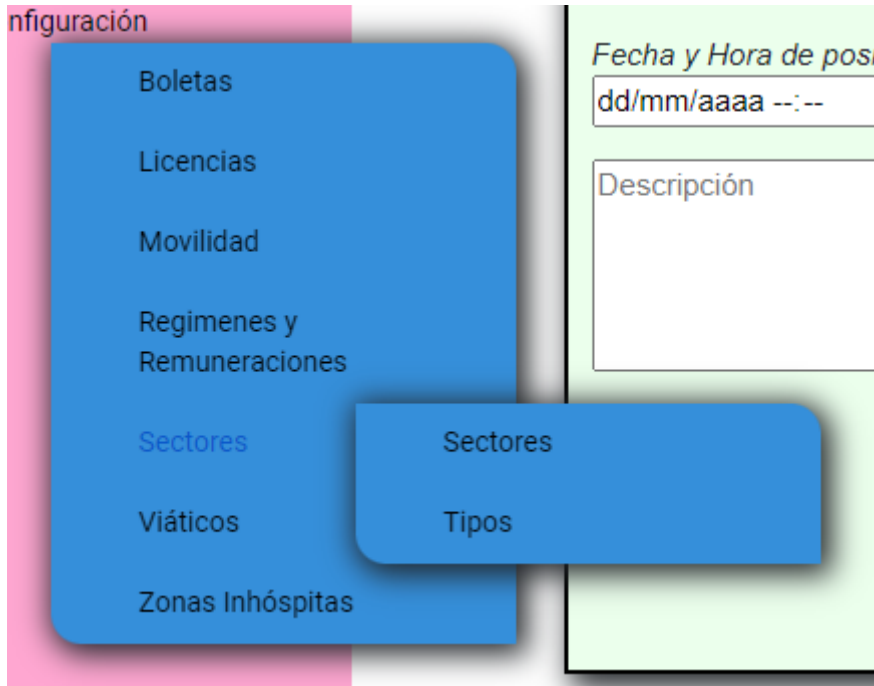 nfiguración
Boletas
Licencias
Movilidad
Regimenes y
Remuneraciones
Sectores
Viáticos
Zonas Inhóspitas
Sectores
Tipos
Fecha y Hora de posi
dd/mm/aaaa --:--
Descripción